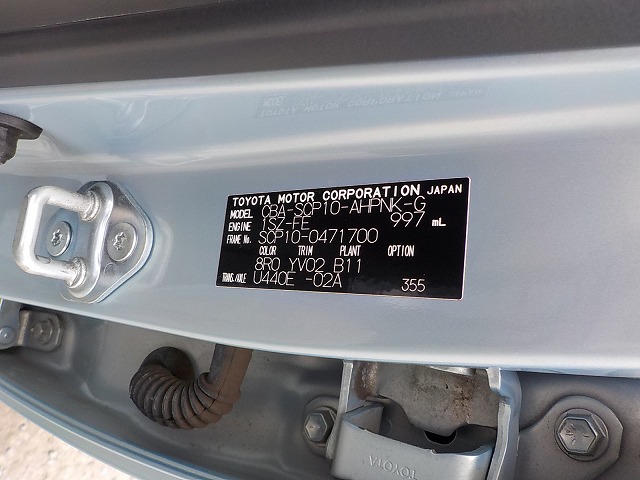 TOYOTA MOTOR CORPORATION JAPAN
MODEL CBA-SCP10-AHPNK-G
ENGINE 1SZ-FE 997 mL
FRAME No. SCP10-0471700
COLOR TRIM PLANT OPTION
8R0 YV02 B11
TRANS./AXLE U440E -02A 355
TOYOTA